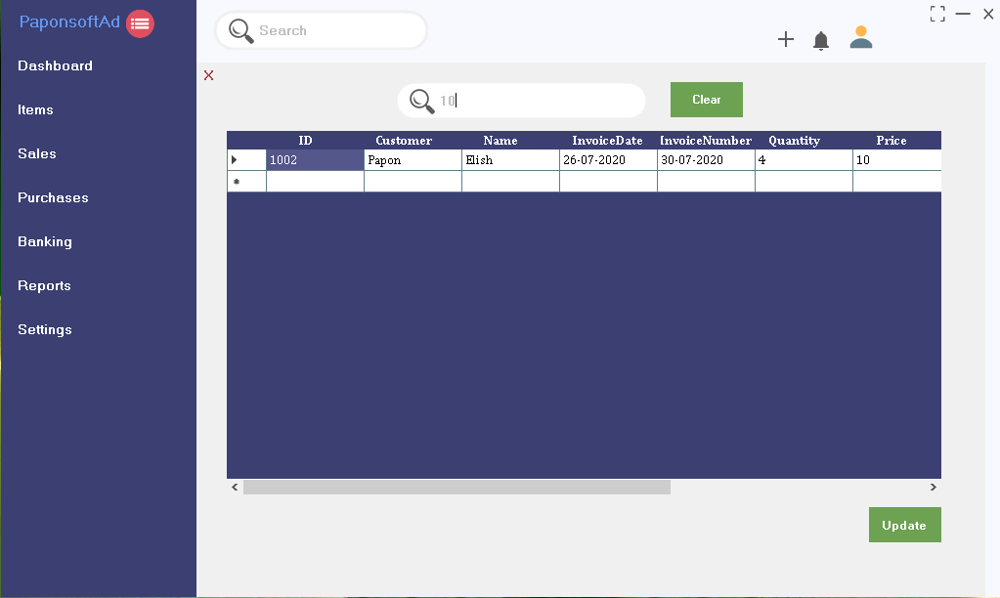 PaponsoftAd
Search
Dashboard
Items
Sales
Purchases
Banking
Reports
Settings
10
Clear
ID Customer Name InvoiceDate InvoiceNumber Quantity Price
1002 Papon Elish 26-07-2020 30-07-2020 4 10
Update